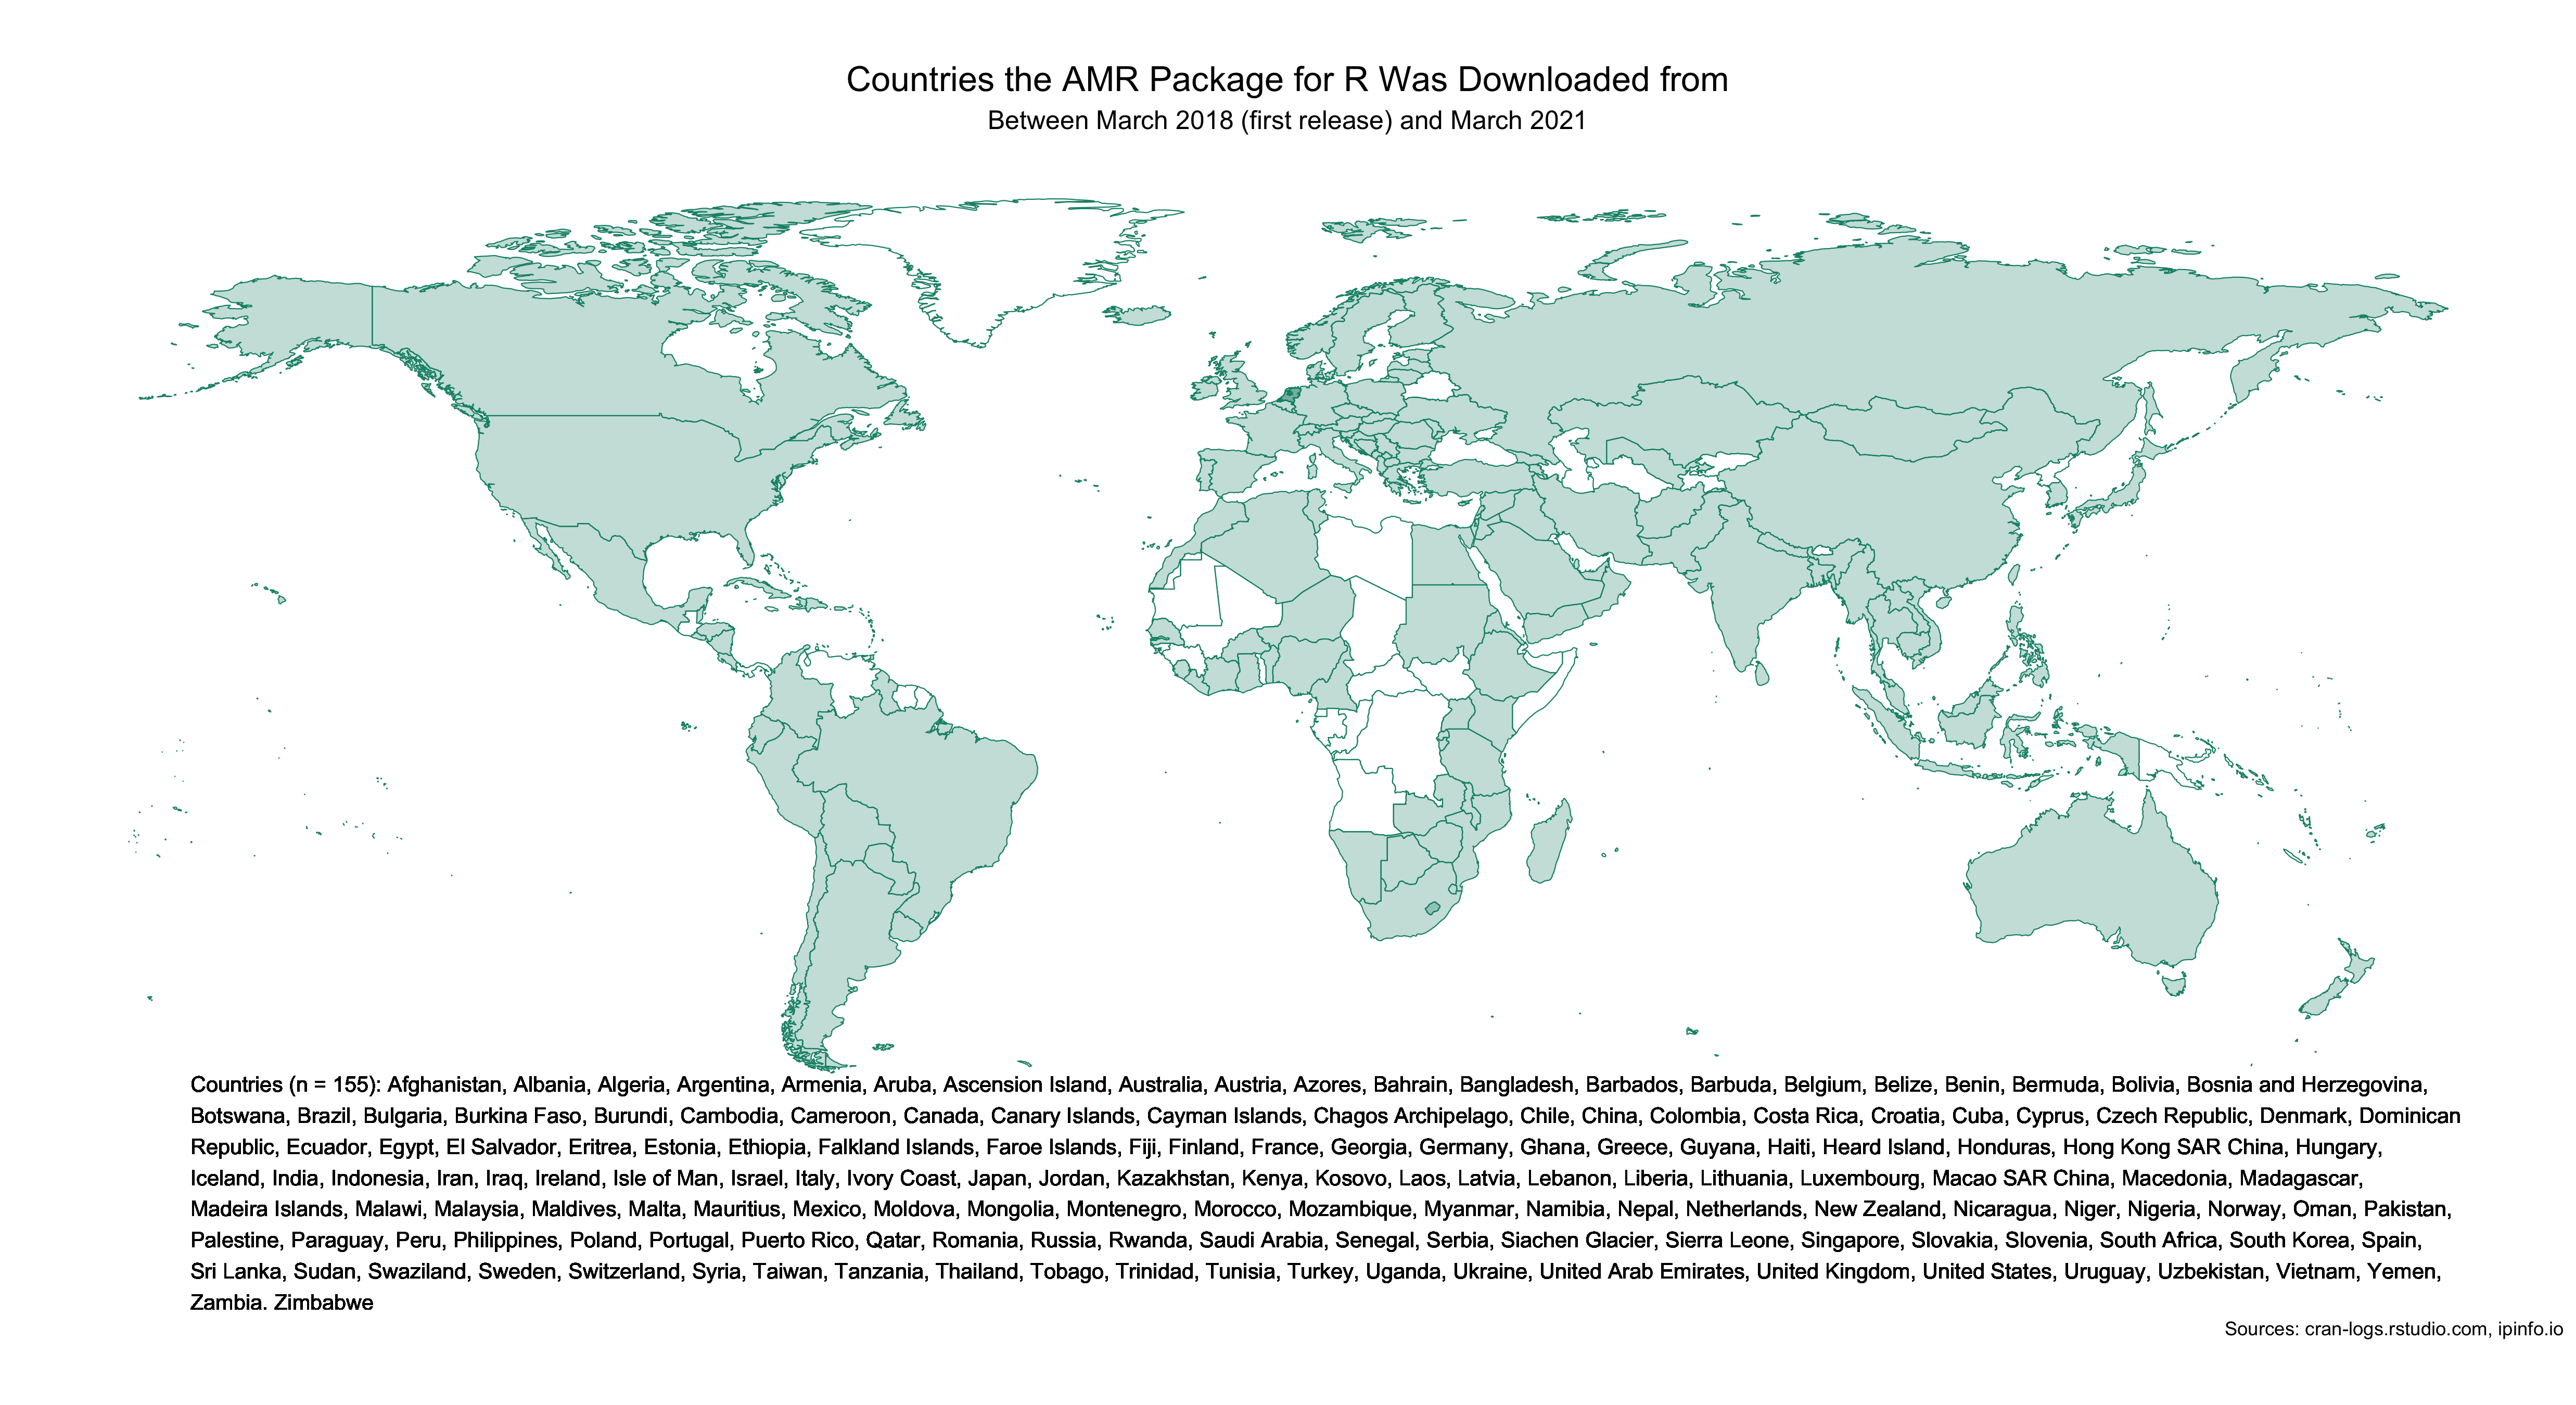 Countries the AMR Package for R Was Downloaded from
Between March 2018 (first release) and March 2021
Countries (n = 155): Afghanistan, Albania, Algeria, Argentina, Armenia, Aruba, Ascension Island, Australia, Austria, Azores, Bahrain, Bangladesh, Barbados, Barbuda, Belgium, Belize, Benin, Bermuda, Bolivia, Bosnia and Herzegovina,
Botswana, Brazil, Bulgaria, Burkina Faso, Burundi, Cambodia, Cameroon, Canada, Canary Islands, Cayman Islands, Chagos Archipelago, Chile, China, Colombia, Costa Rica, Croatia, Cuba, Cyprus, Czech Republic, Denmark, Dominican
Republic, Ecuador, Egypt, El Salvador, Eritrea, Estonia, Ethiopia, Falkland Islands, Faroe Islands, Fiji, Finland, France, Georgia, Germany, Ghana, Greece, Guyana, Haiti, Heard Island, Honduras, Hong Kong SAR China, Hungary,
Iceland, India, Indonesia, Iran, Iraq, Ireland, Isle of Man, Israel, Italy, Ivory Coast, Japan, Jordan, Kazakhstan, Kenya, Kosovo, Laos, Latvia, Lebanon, Liberia, Lithuania, Luxembourg, Macao SAR China, Macedonia, Madagascar,
Madeira Islands, Malawi, Malaysia, Maldives, Malta, Mauritius, Mexico, Moldova, Mongolia, Montenegro, Morocco, Mozambique, Myanmar, Namibia, Nepal, Netherlands, New Zealand, Nicaragua, Niger, Nigeria, Norway, Oman, Pakistan,
Palestine, Paraguay, Peru, Philippines, Poland, Portugal, Puerto Rico, Qatar, Romania, Russia, Rwanda, Saudi Arabia, Senegal, Serbia, Siachen Glacier, Sierra Leone, Singapore, Slovakia, Slovenia, South Africa, South Korea, Spain,
Sri Lanka, Sudan, Swaziland, Sweden, Switzerland, Syria, Taiwan, Tanzania, Thailand, Tobago, Trinidad, Tunisia, Turkey, Uganda, Ukraine, United Arab Emirates, United Kingdom, United States, Uruguay, Uzbekistan, Vietnam, Yemen,
Zambia. Zimbabwe
Sources: cran-logs.rstudio.com, ipinfo.io